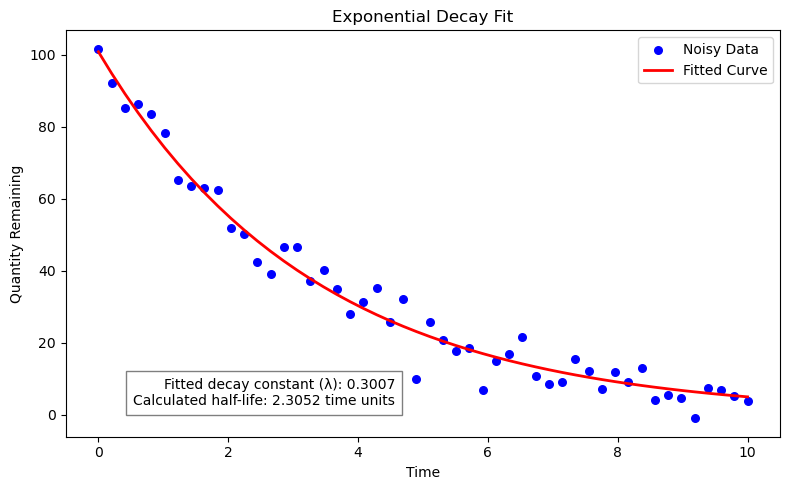 Exponential Decay Fit
Noisy Data
Fitted Curve
Quantity Remaining
100
80
60
40
20
0
Fitted decay constant (λ): 0.3007
Calculated half-life: 2.3052 time units
0 2 4 6 8 10
Time